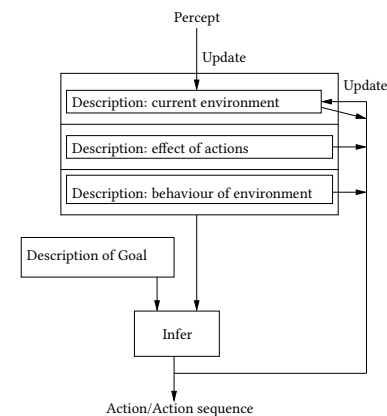 Percept
Update
Update
Description: current environment
Description: effect of actions
Description: behaviour of environment
Description of Goal
Infer
Action/Action sequence